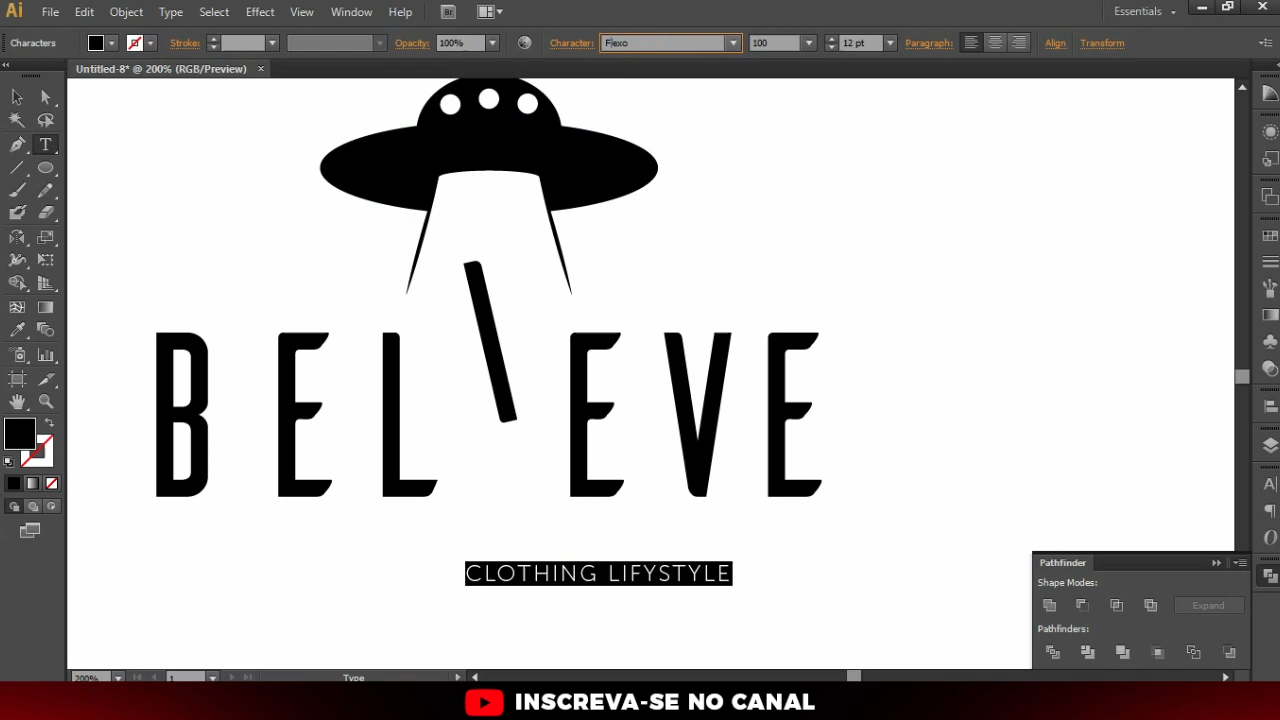 Ai File Edit Object Type Select Effect View Window Help Br Essentials
Characters Stroke: Opacity: 100% Character: Flexo 100 12 pt Paragraph: Align Transform
Untitled-8* @ 200% (RGB/Preview)
BEL\EVE
CLOTHING LIFYSTYLE
Pathfinder
Shape Modes:
Expand
Pathfinders:
200% 1 Type
INSCREVA-SE NO CANAL